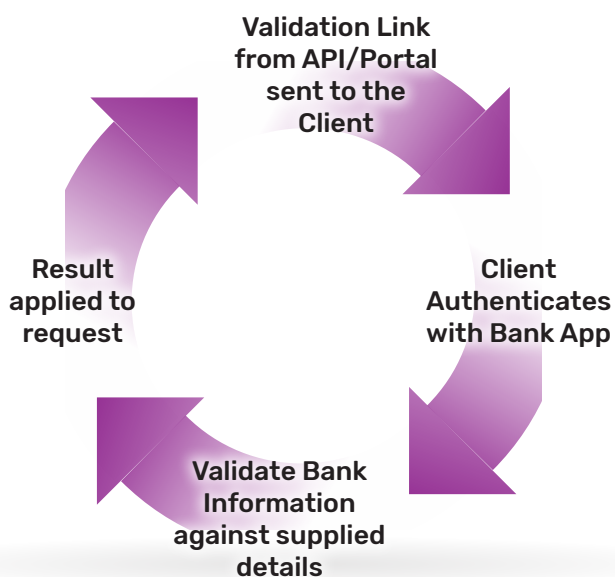 Validation Link
from API/Portal
sent to the
Client
Client
Authenticates
with Bank App
Validate Bank
Information
against supplied
details
Result
applied to
request